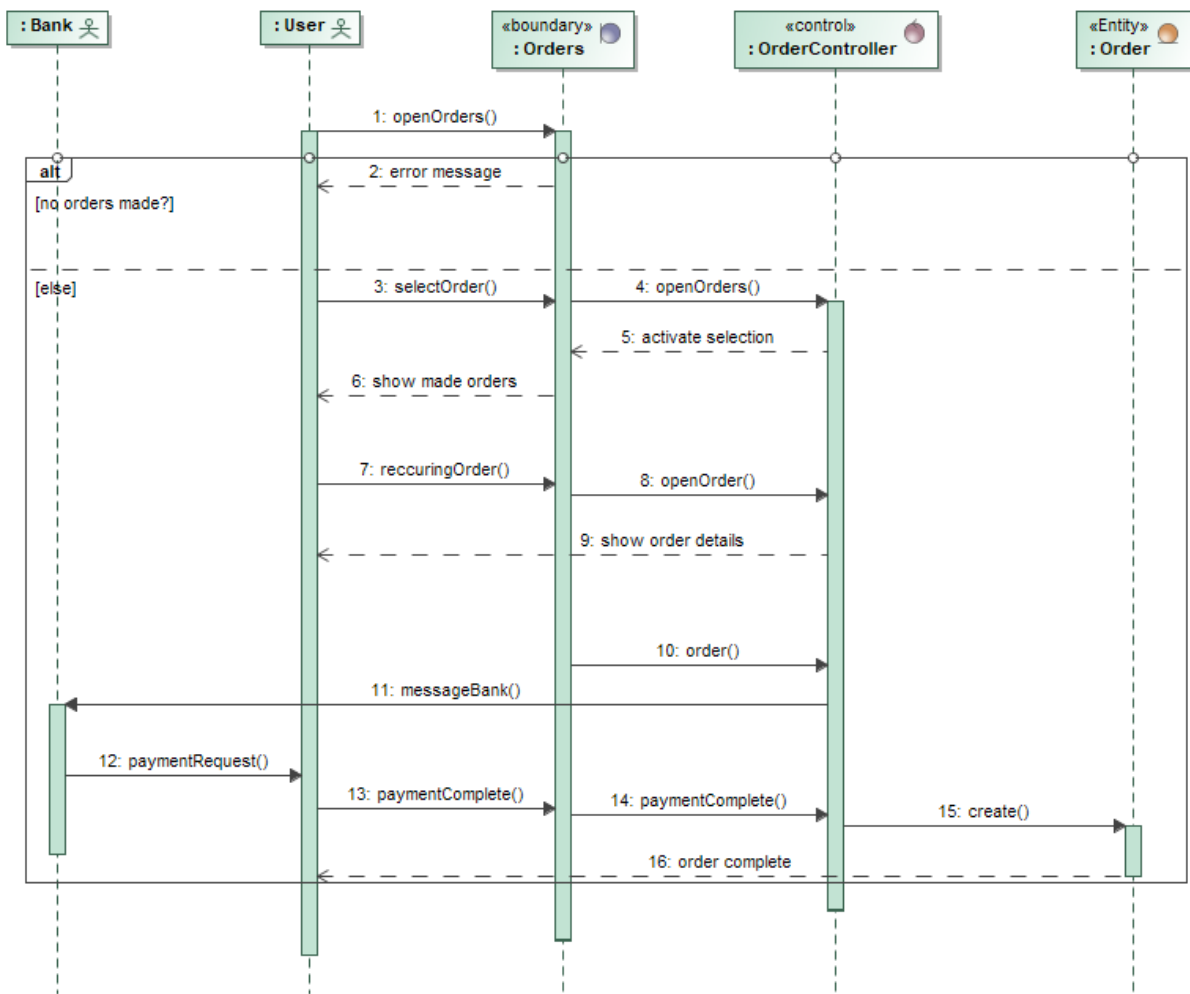 : Bank
: User
«boundary»
: Orders
«control»
: OrderController
«Entity»
: Order
1: openOrders()
alt
2: error message
[no orders made?]
[else]
3: selectOrder()
4: openOrders()
5: activate selection
6: show made orders
7: reccuringOrder()
8: openOrder()
9: show order details
10: order()
11: messageBank()
12: paymentRequest()
13: paymentComplete()
14: paymentComplete()
15: create()
16: order complete